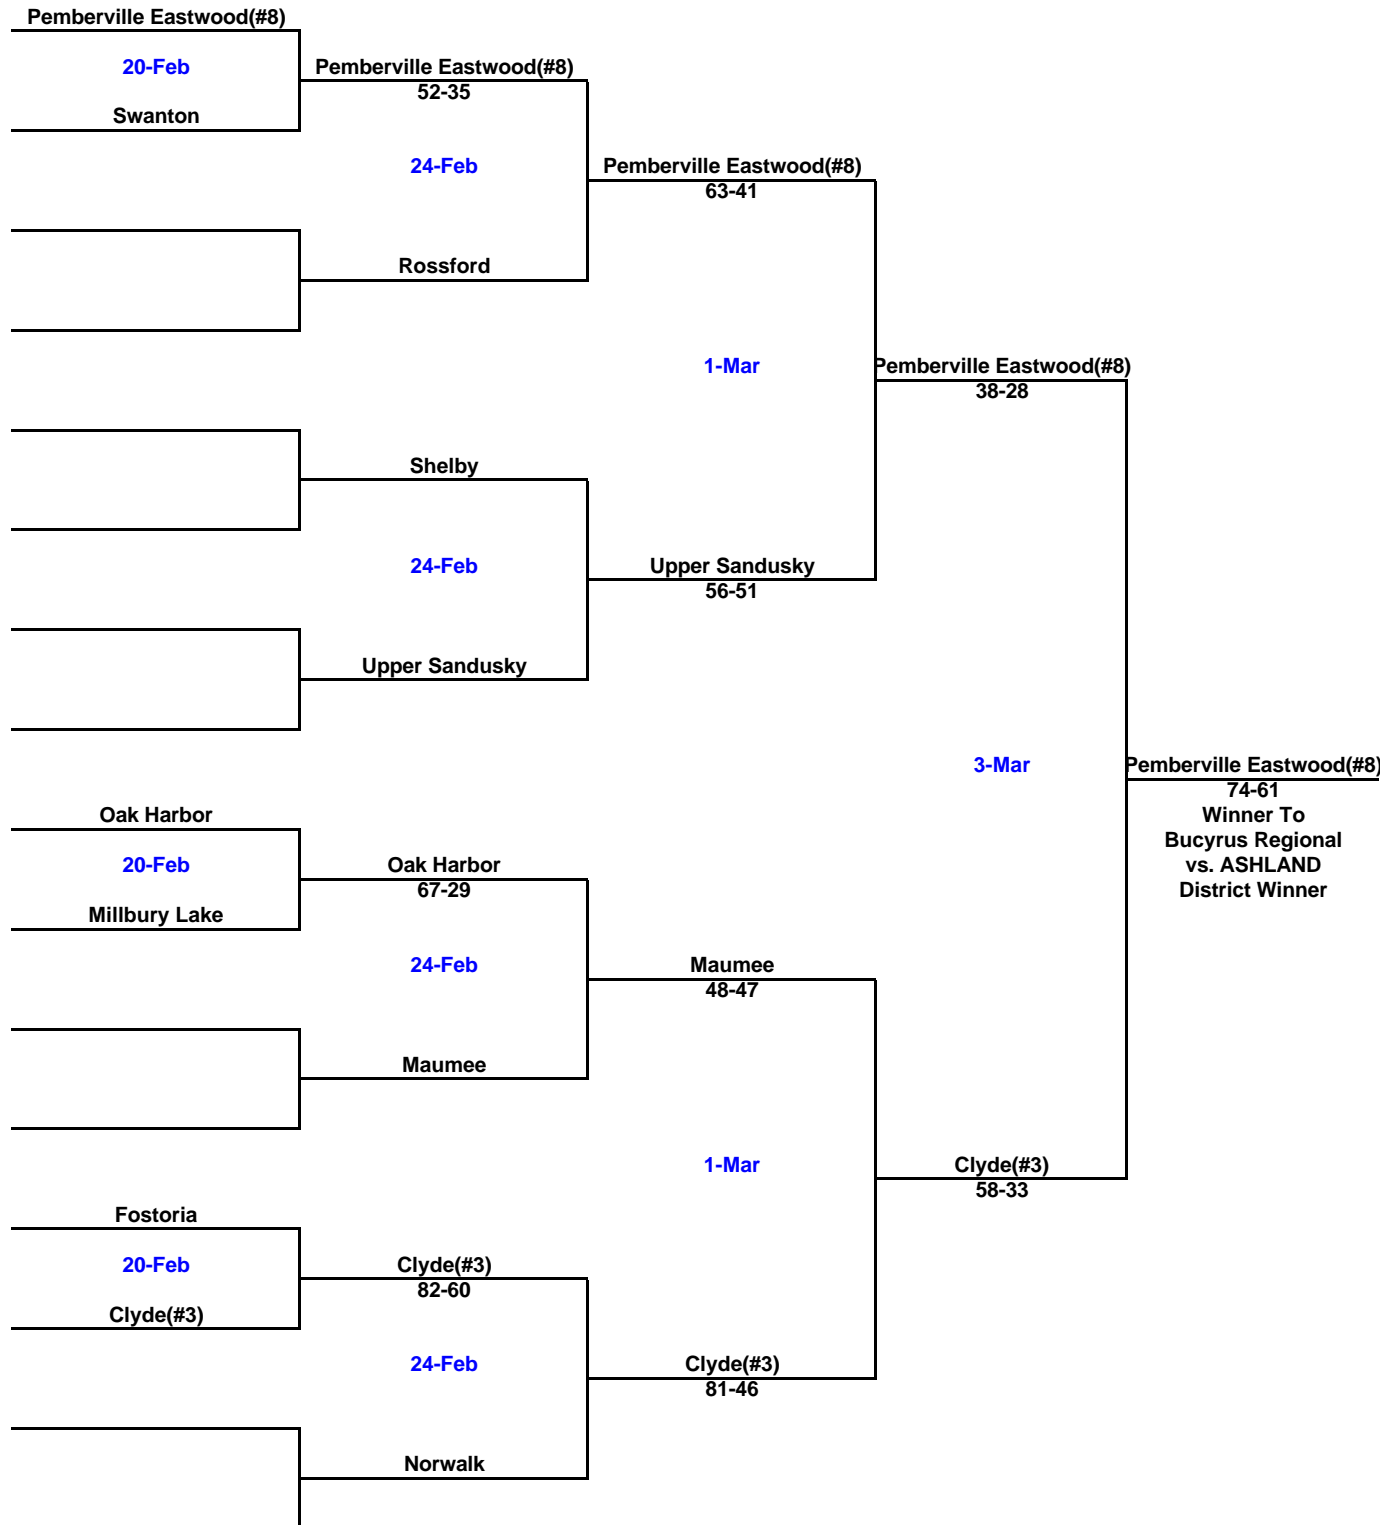 Pemberville Eastwood(#8)
20-Feb
Pemberville Eastwood(#8)
52-35
Swanton
24-Feb
Pemberville Eastwood(#8)
63-41
Rossford
1-Mar
Pemberville Eastwood(#8)
38-28
Shelby
24-Feb
Upper Sandusky
56-51
Upper Sandusky
3-Mar
Pemberville Eastwood(#8)
74-61
Winner To
Bucyrus Regional
vs. ASHLAND
District Winner
Oak Harbor
20-Feb
Oak Harbor
67-29
Millbury Lake
24-Feb
Maumee
48-47
Maumee
1-Mar
Clyde(#3)
58-33
Fostoria
20-Feb
Clyde(#3)
82-60
Clyde(#3)
24-Feb
Clyde(#3)
81-46
Norwalk